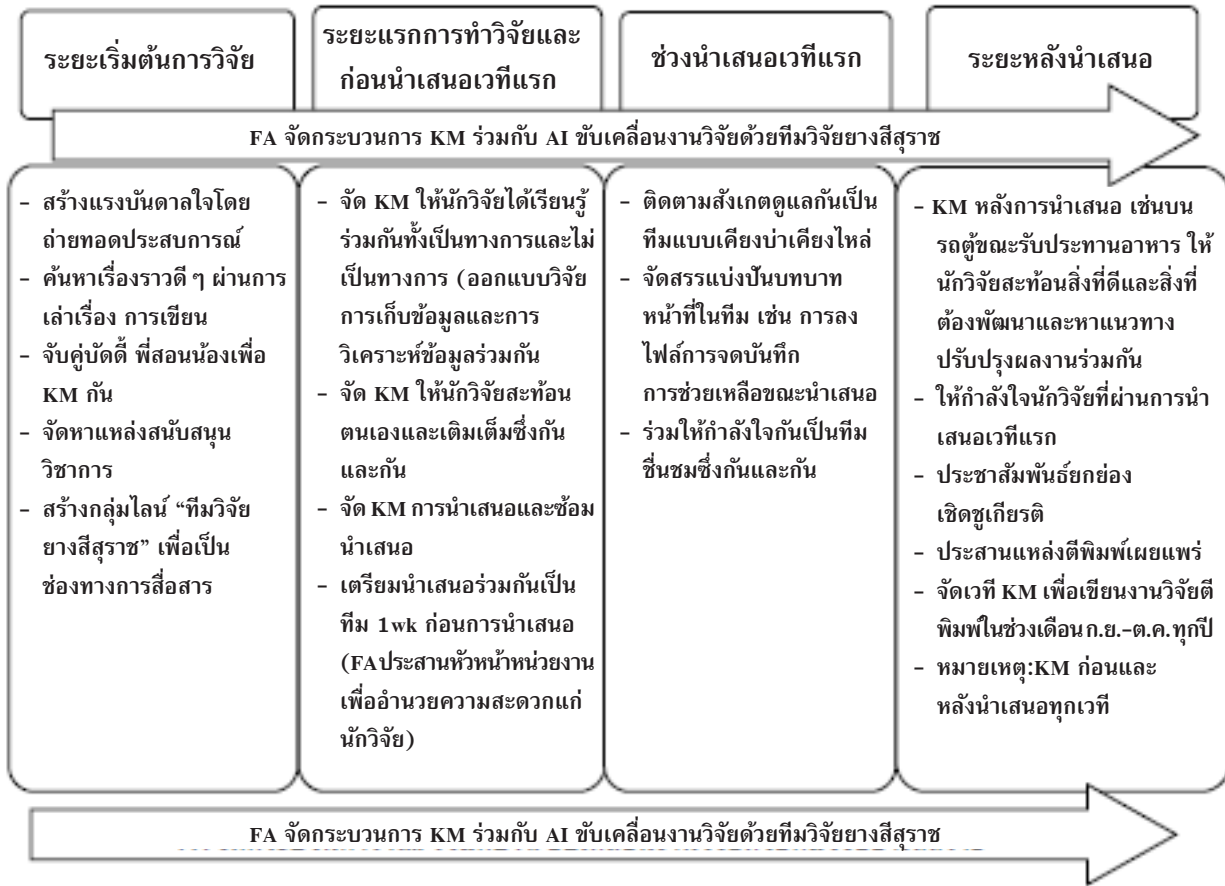 ระยะเริ่มต้นการวิจัย
ระยะแรกการทำวิจัยและ
ก่อนนำเสนอเวทีแรก
ช่วงนำเสนอเวทีแรก
ระยะหลังนำเสนอ
FA จัดกระบวนการ KM ร่วมกับ AI ขับเคลื่อนงานวิจัยด้วยทีมวิจัยยางสีสุราช
- สร้างแรงบันดาลใจโดย
ถ่ายทอดประสบการณ์
- ค้นหาเรื่องราวดี ๆ ผ่านการ
เล่าเรื่อง การเขียน
- จับคู่บัดดี้ พี่สอนน้องเพื่อ
KM กัน
- จัดหาแหล่งสนับสนุน
วิชาการ
- สร้างกลุ่มไลน์ “ทีมวิจัย
ยางสีสุราช” เพื่อเป็น
ช่องทางการสื่อสาร
- จัด KM ให้นักวิจัยได้เรียนรู้
ร่วมกันทั้งเป็นทางการและไม่
เป็นทางการ (ออกแบบวิจัย
การเก็บข้อมูลและการ
วิเคราะห์ข้อมูลร่วมกัน
- จัด KM ให้นักวิจัยสะท้อน
ตนเองและเติมเต็มซึ่งกัน
และกัน
- จัด KM การนำเสนอและซ้อม
นำเสนอ
- เตรียมนำเสนอร่วมกันเป็น
ทีม 1wk ก่อนการนำเสนอ
(FAประสานหัวหน้าหน่วยงาน
เพื่ออำนวยความสะดวกแก่
นักวิจัย)
- ติดตามสังเกตดูแลกันเป็น
ทีมแบบเคียงบ่าเคียงไหล่
- จัดสรรแบ่งปันบทบาท
หน้าที่ในทีม เช่น การลง
ไฟล์การจดบันทึก
การช่วยเหลือขณะนำเสนอ
- ร่วมให้กำลังใจกันเป็นทีม
ชื่นชมซึ่งกันและกัน
- KM หลังการนำเสนอ เช่นบน
รถตู้ขณะรับประทานอาหาร ให้
นักวิจัยสะท้อนสิ่งที่ดีและสิ่งที่
ต้องพัฒนาและหาแนวทาง
ปรับปรุงผลงานร่วมกัน
- ให้กำลังใจนักวิจัยที่ผ่านการนำ
เสนอเวทีแรก
- ประชาสัมพันธ์ยกย่อง
เชิดชูเกียรติ
- ประสานแหล่งตีพิมพ์เผยแพร่
- จัดเวที KM เพื่อเขียนงานวิจัยตี
พิมพ์ในช่วงเดือนก.ย.-ต.ค.ทุกปี
- หมายเหตุ:KM ก่อนและ
หลังนำเสนอทุกเวที
FA จัดกระบวนการ KM ร่วมกับ AI ขับเคลื่อนงานวิจัยด้วยทีมวิจัยยางสีสุราช